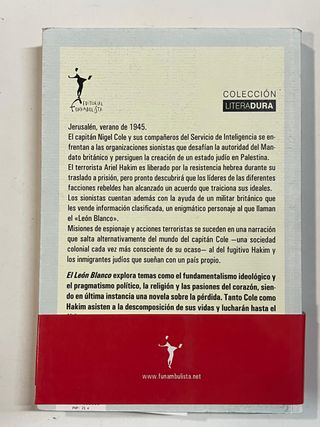 EDITORIAL
FUNAMBULISTA
COLECCIÓN
LITERADURA
Jerusalén, verano de 1945.
El capitán Nigel Cole y sus compañeros del Servicio de Inteligencia se en-
frentan a las organizaciones sionistas que desafían la autoridad del Man-
dato británico y persiguen la creación de un estado judío en Palestina.
El terrorista Ariel Hakim es liberado por la resistencia hebrea durante su
traslado a prisión, pero pronto descubrirá que los líderes de las diferentes
facciones rebeldes han alcanzado un acuerdo que traiciona sus ideales.
Los sionistas cuentan además con la ayuda de un militar británico que
les vende información clasificada, un enigmático personaje al que llaman
el «León Blanco».
Misiones de espionaje y acciones terroristas se suceden en una narración
que salta alternativamente del mundo del capitán Cole —una sociedad
colonial cada vez más consciente de su ocaso— al del fugitivo Hakim y
los inmigrantes judíos que sueñan con un país propio.
El León Blanco explora temas como el fundamentalismo ideológico y
el pragmatismo político, la religión y las pasiones del corazón, sien-
do en última instancia una novela sobre la pérdida. Tanto Cole como
Hakim asisten a la descomposición de sus vidas y lucharán hasta el
www.funambulista.net
PVP: 21 €